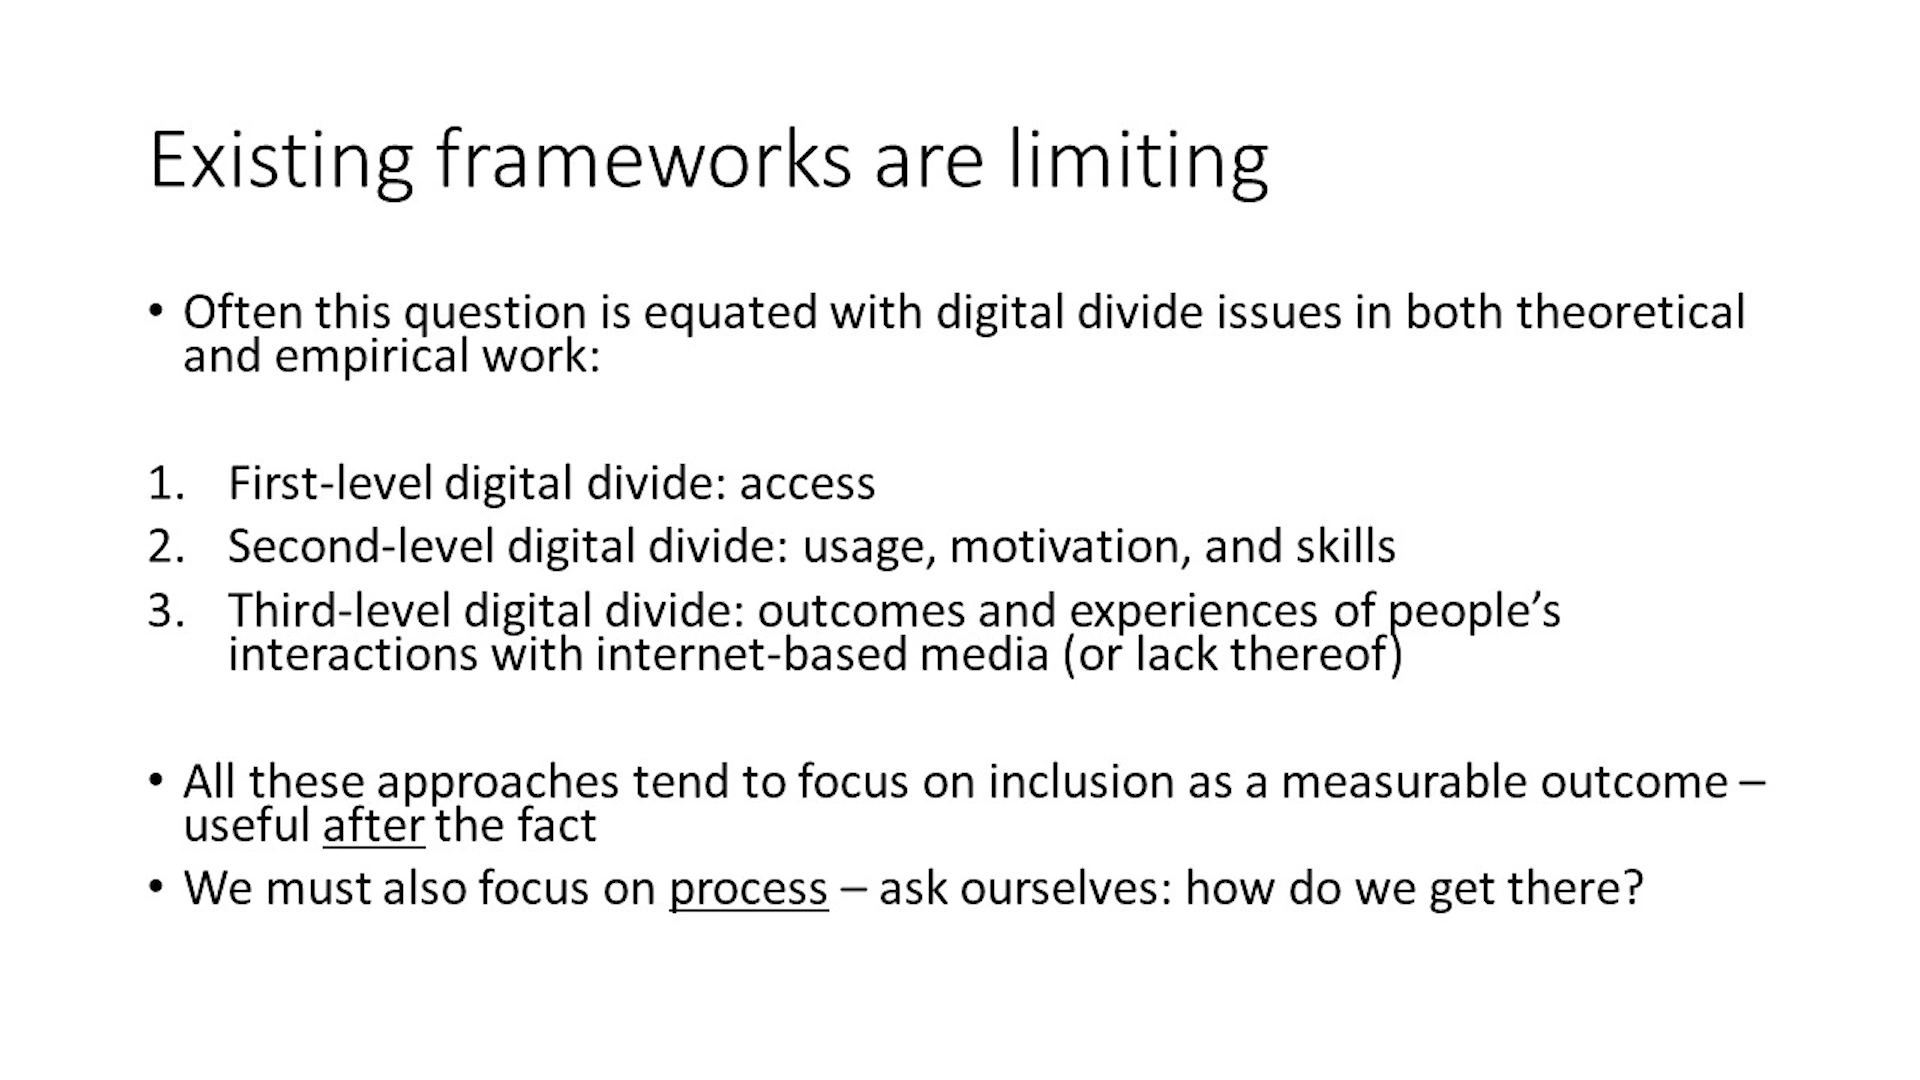 Existing frameworks are limiting
• Often this question is equated with digital divide issues in both theoretical
and empirical work:
1. First-level digital divide: access
2. Second-level digital divide: usage, motivation, and skills
3. Third-level digital divide: outcomes and experiences of people’s
interactions with internet-based media (or lack thereof)
• All these approaches tend to focus on inclusion as a measurable outcome –
useful after the fact
• We must also focus on process – ask ourselves: how do we get there?